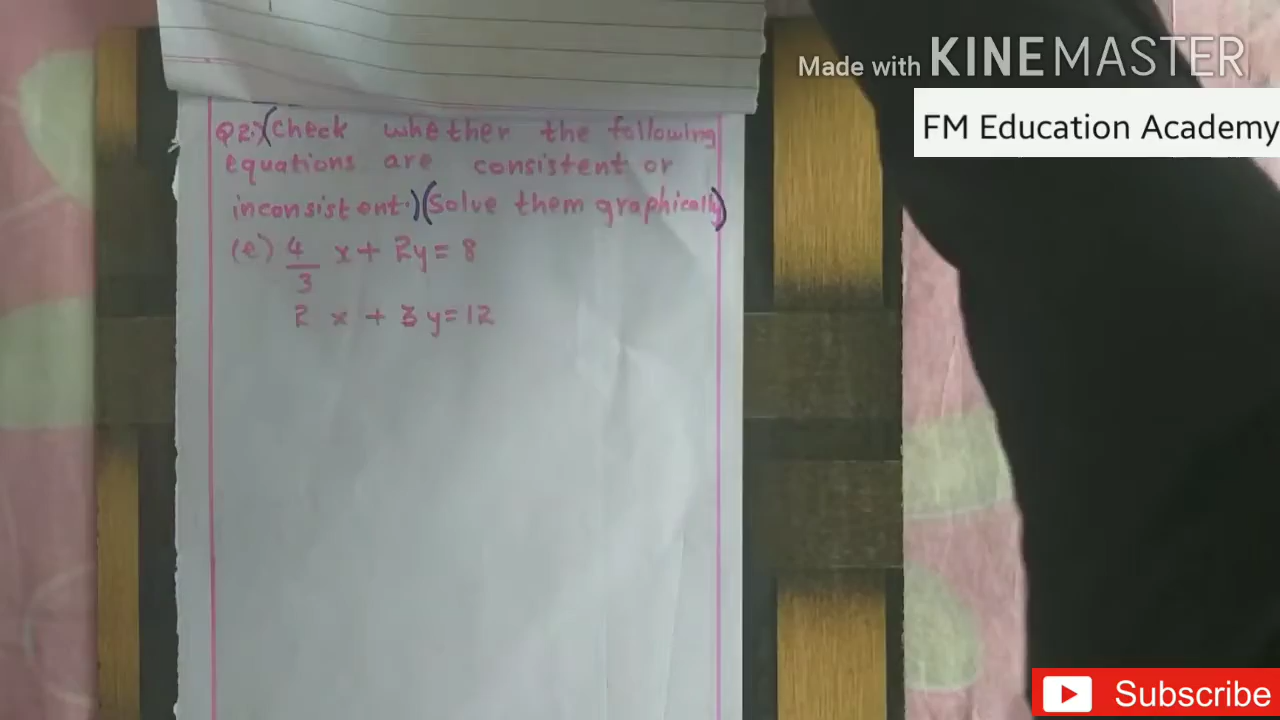 Made with KINEMASTER
FM Education Academy
Q2.)(Check whether the following
equations are consistent or
inconsistent.)(Solve them graphically)
(e) 4/3 x + 2y = 8
2 x + 3y = 12
Subscribe